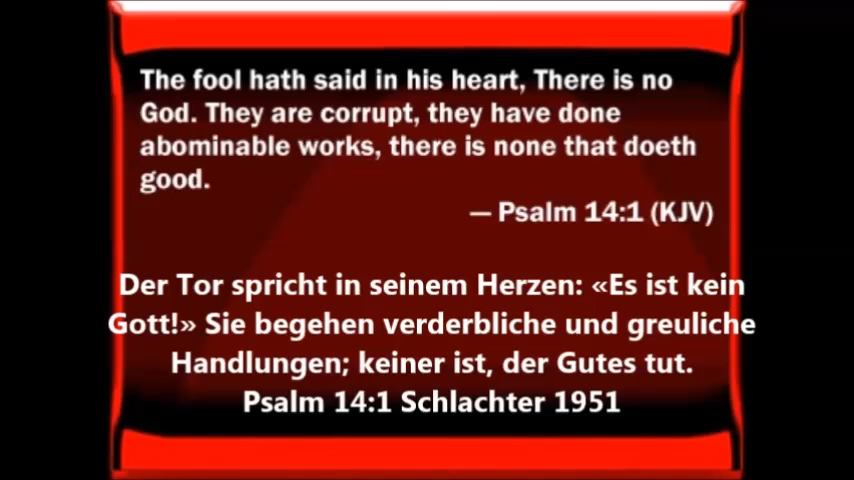 The fool hath said in his heart, There is no
God. They are corrupt, they have done
abominable works, there is none that doeth
good.
— Psalm 14:1 (KJV)
Der Tor spricht in seinem Herzen: «Es ist kein
Gott!» Sie begehen verderbliche und greuliche
Handlungen; keiner ist, der Gutes tut.
Psalm 14:1 Schlachter 1951